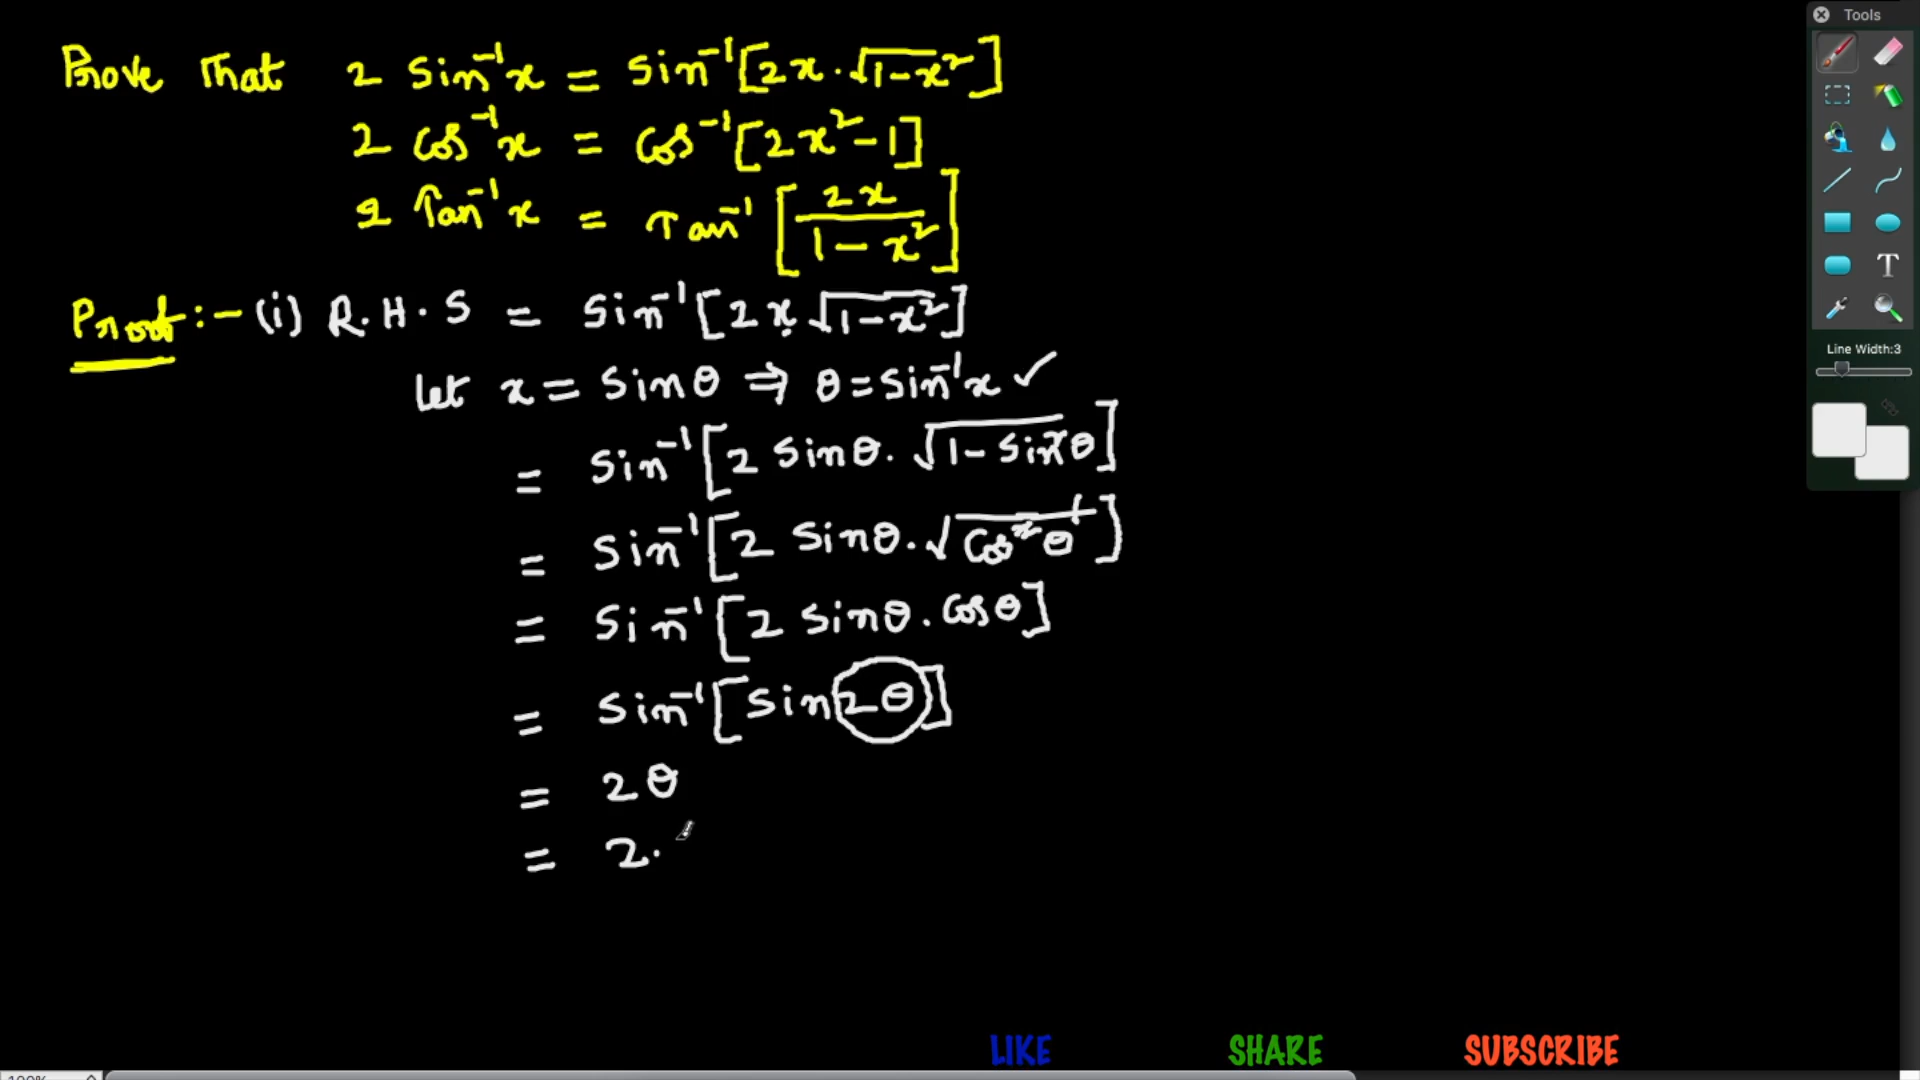 Prove That 2 Sin⁻¹x = Sin⁻¹[2x·√1-x²]
2 Cos⁻¹x = Cos⁻¹[2x²-1]
2 Tan⁻¹x = Tan⁻¹[2x/1-x²]
Proof:- (i) R.H.S = Sin⁻¹[2x.√1-x²]
Let x = Sinθ ⇒ θ = Sin⁻¹x ✓
= Sin⁻¹[2 Sinθ.√1-Sin²θ]
= Sin⁻¹[2 Sinθ.√Cos²θ]
= Sin⁻¹[2 Sinθ.Cosθ]
= Sin⁻¹[Sin2θ]
= 2θ
= 2.
Tools
T
Line Width:3
LIKE SHARE SUBSCRIBE